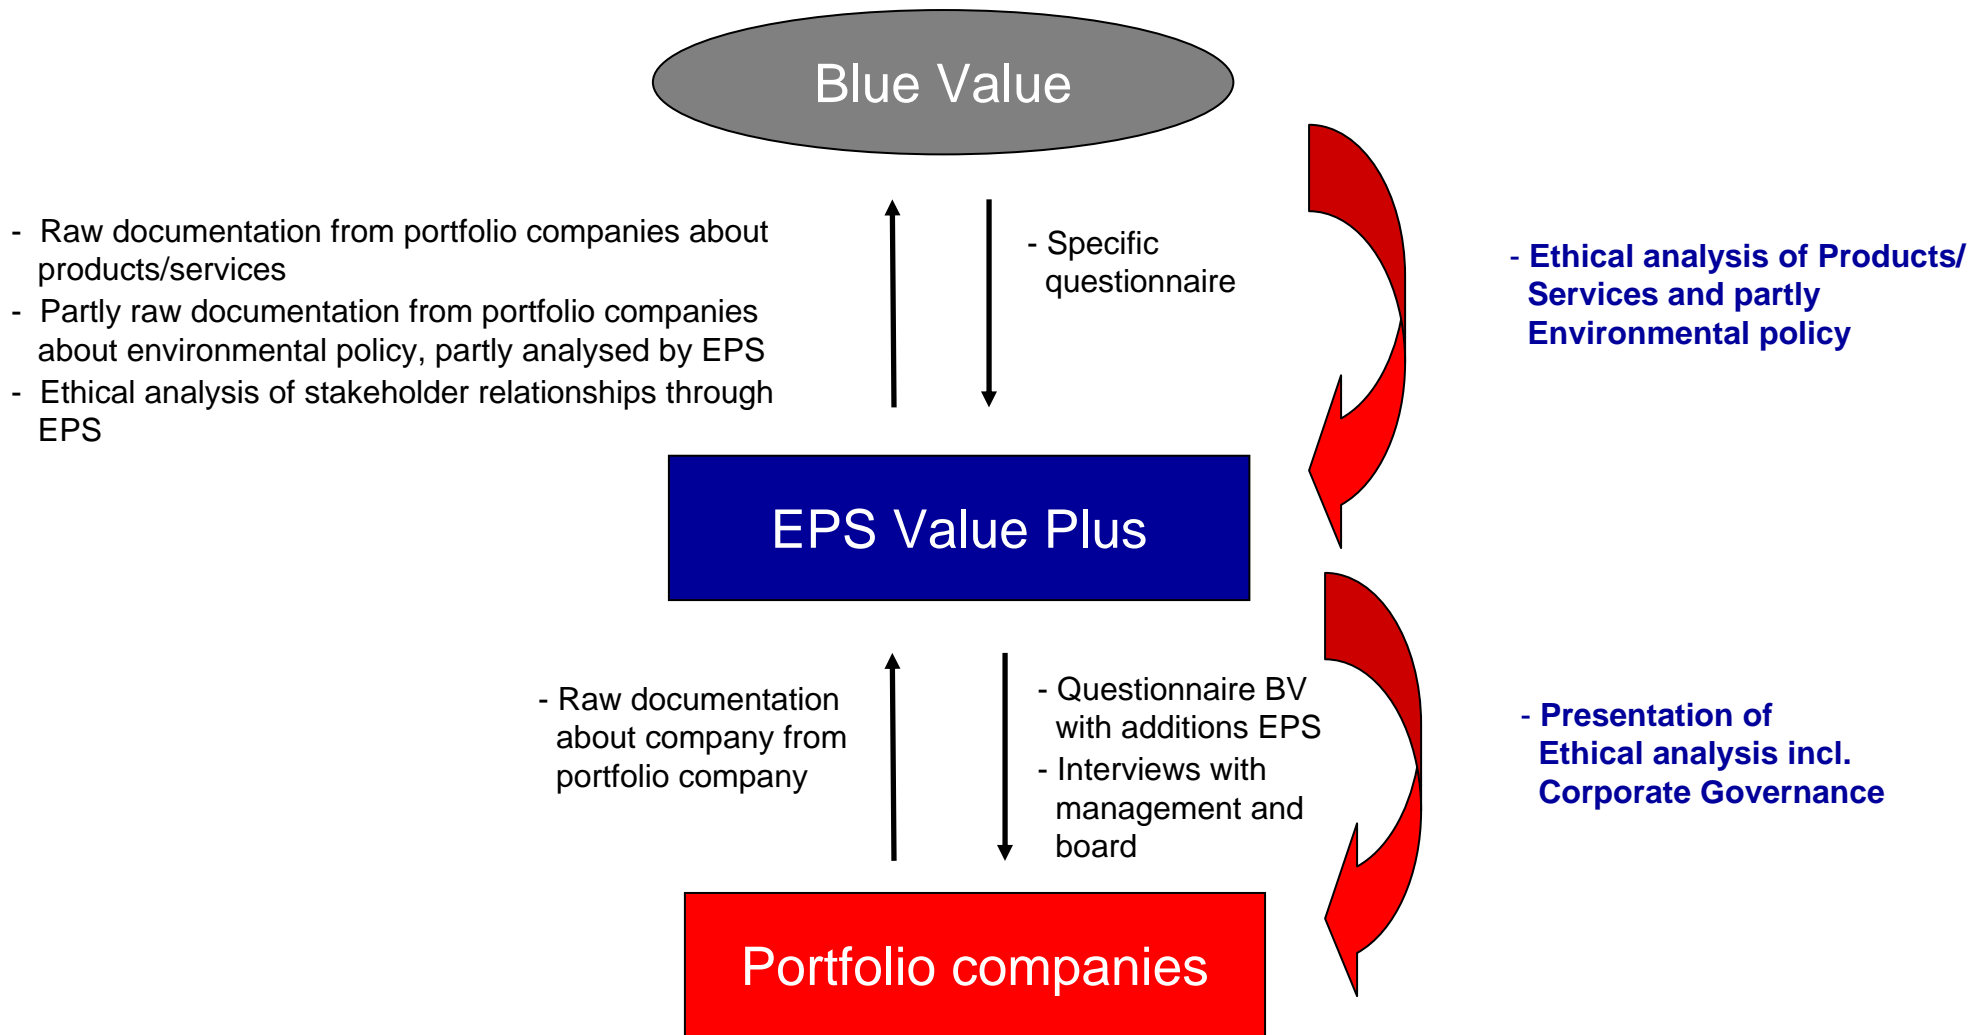 Blue Value
- Raw documentation from portfolio companies about
products/services
- Partly raw documentation from portfolio companies
about environmental policy, partly analysed by EPS
- Ethical analysis of stakeholder relationships through
EPS
- Specific
questionnaire
- Ethical analysis of Products/
Services and partly
Environmental policy
EPS Value Plus
- Raw documentation
about company from
portfolio company
- Questionnaire BV
with additions EPS
- Interviews with
management and
board
- Presentation of
Ethical analysis incl.
Corporate Governance
Portfolio companies